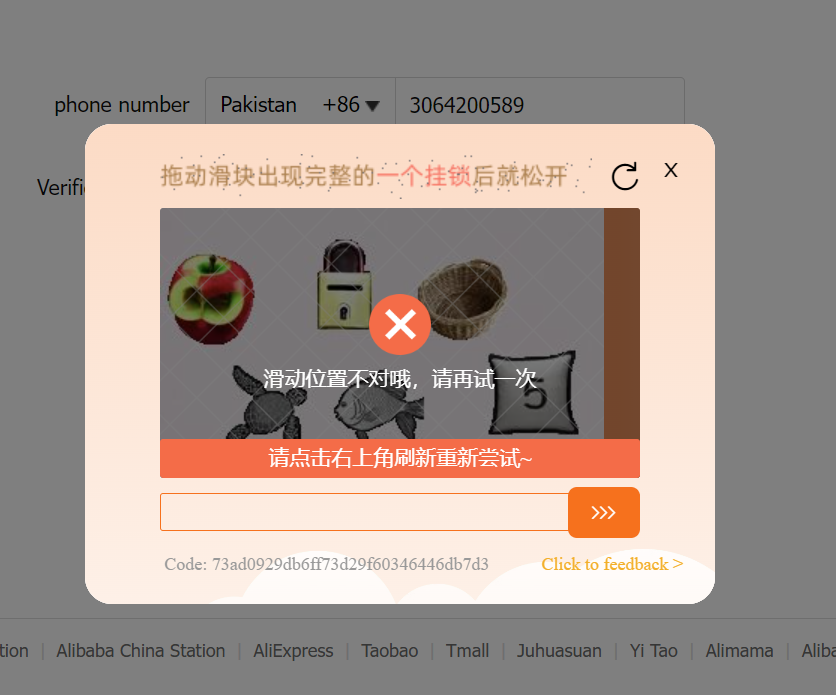 phone number Pakistan +86 3064200589
拖动滑块出现完整的一个挂锁后就松开 X
Verifi
5
滑动位置不对哦，请再试一次
请点击右上角刷新重新尝试~
Code: 73ad0929db6ff73d29f60346446db7d3 Click to feedback >
tion | Alibaba China Station | AliExpress | Taobao | Tmall | Juhuasuan | Yi Tao | Alimama | Aliba